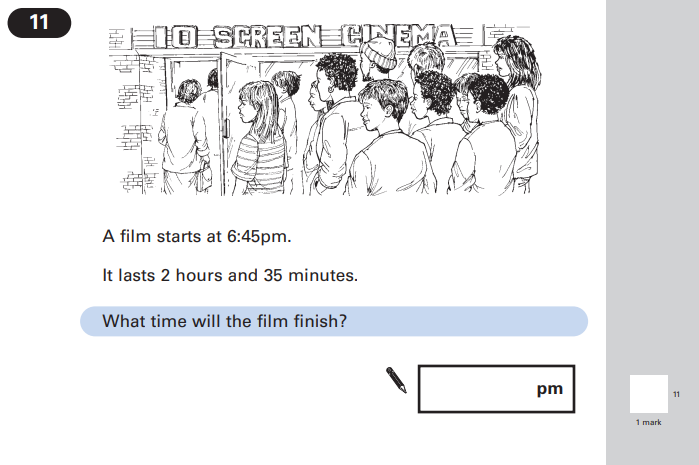 11
10 SCREEN CINEMA
A film starts at 6:45pm.
It lasts 2 hours and 35 minutes.
What time will the film finish?
pm
11
1 mark